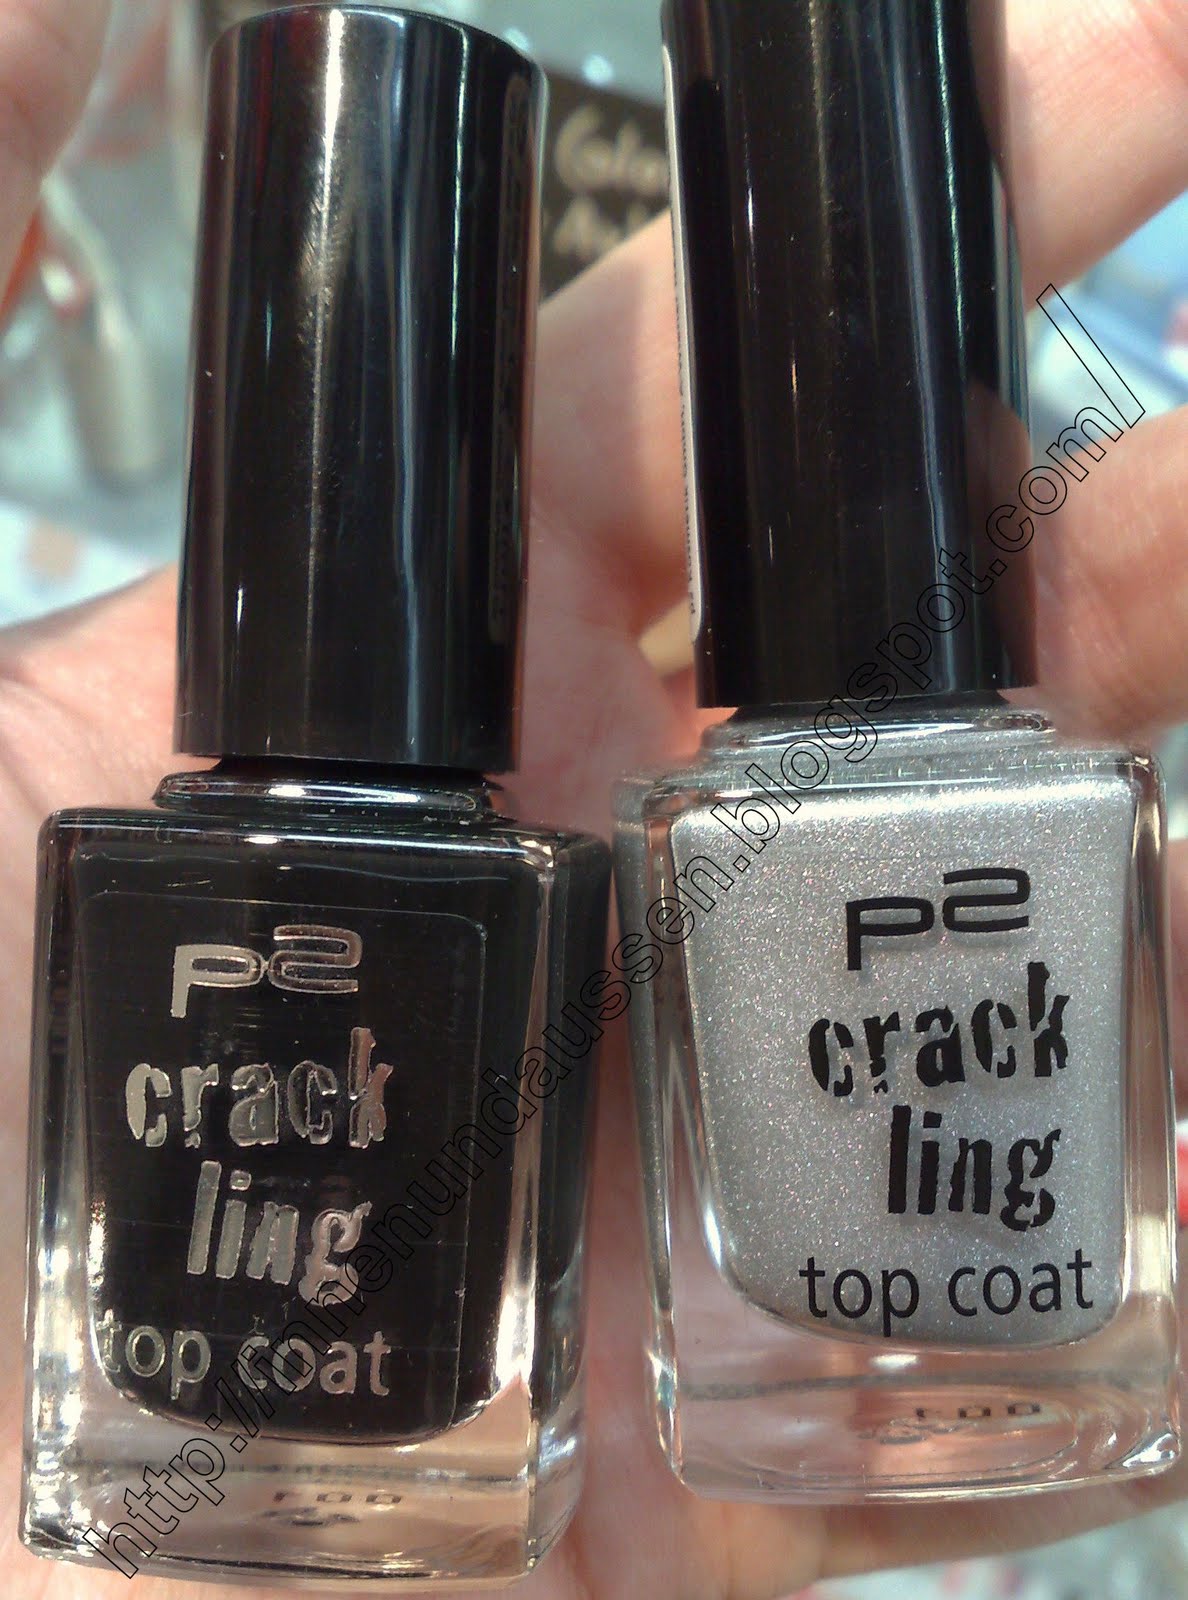 p2
crack
ling
top coat
p2
crack
ling
top coat
http://innenundaussen.blogspot.com/